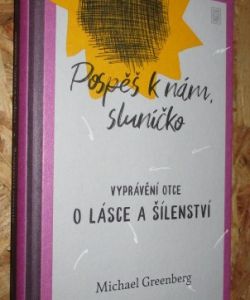 Pospěš k nám,
sluníčko
VYPRÁVĚNÍ OTCE
O LÁSCE A ŠÍLENSTVÍ
Michael Greenberg